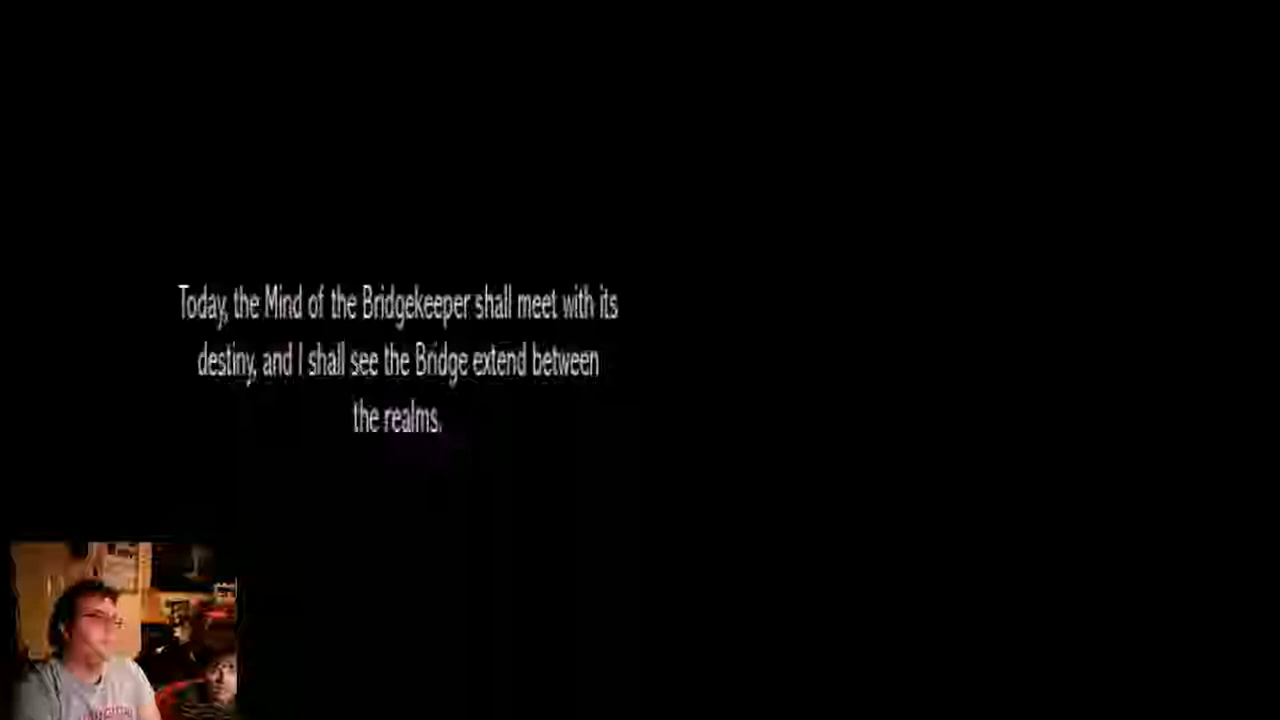 Today, the Mind of the Bridgekeeper shall meet with its
destiny, and I shall see the Bridge extend between
the realms.